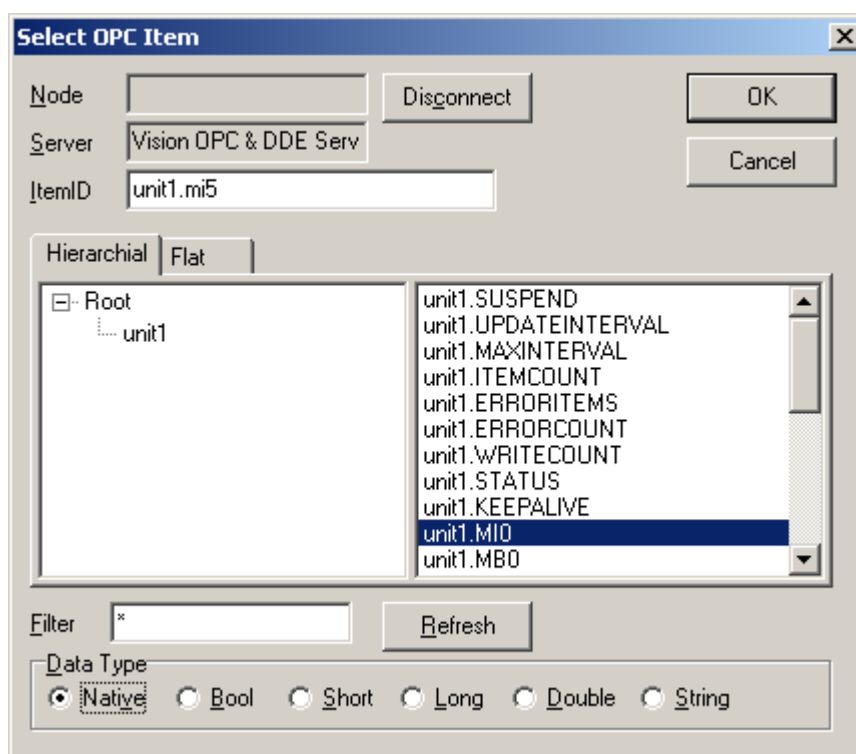 Select OPC Item
Node
Disconnect
OK
Server
Vision OPC & DDE Serv
Cancel
ItemID
unit1.mi5
Hierarchial
Flat
Root
unit1
unit1.SUSPEND
unit1.UPDATEINTERVAL
unit1.MAXINTERVAL
unit1.ITEMCOUNT
unit1.ERRORITEMS
unit1.ERRORCOUNT
unit1.WRITECOUNT
unit1.STATUS
unit1.KEEPALIVE
unit1.MI0
unit1.MB0
Filter
*
Refresh
Data Type
Native Bool Short Long Double String